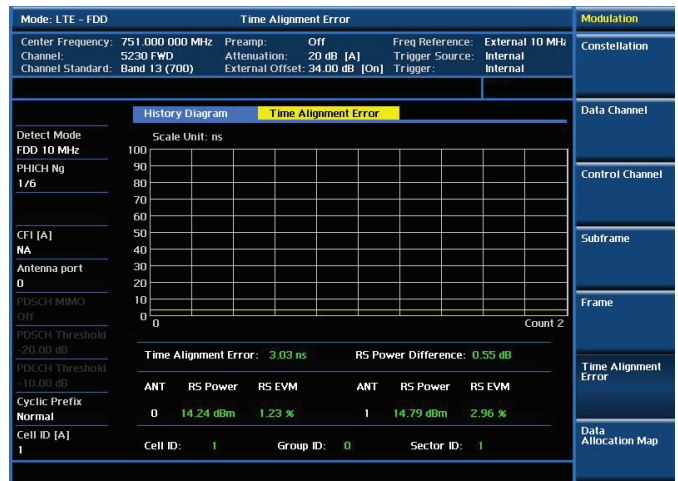 Mode: LTE - FDD
Time Alignment Error
Modulation
Center Frequency: 751.000 000 MHz
Preamp: Off
Freq Reference: External 10 MHz
Channel: 5230 FWD
Attenuation: 20 dB [A]
Trigger Source: Internal
Channel Standard: Band 13 (700)
External Offset: 34.00 dB [On]
Trigger: Internal
Constellation
Data Channel
Control Channel
Subframe
Frame
Time Alignment
Error
Data
Allocation Map
History Diagram
Time Alignment Error
Detect Mode
FDD 10 MHz
PHICH Ng
1/6
CFI [A]
NA
Antenna port
0
PDSCH MIMO
Off
PDSCH Threshold
-20.00 dB
PDCCH Threshold
-10.00 dB
Cyclic Prefix
Normal
Cell ID [A]
1
Scale Unit: ns
100
90
80
70
60
50
40
30
20
10
0
0
Count 2
Time Alignment Error: 3.03 ns
RS Power Difference: 0.55 dB
ANT RS Power RS EVM
ANT RS Power RS EVM
0 14.24 dBm 1.23 %
1 14.79 dBm 2.96 %
Cell ID: 1
Group ID: 0
Sector ID: 1